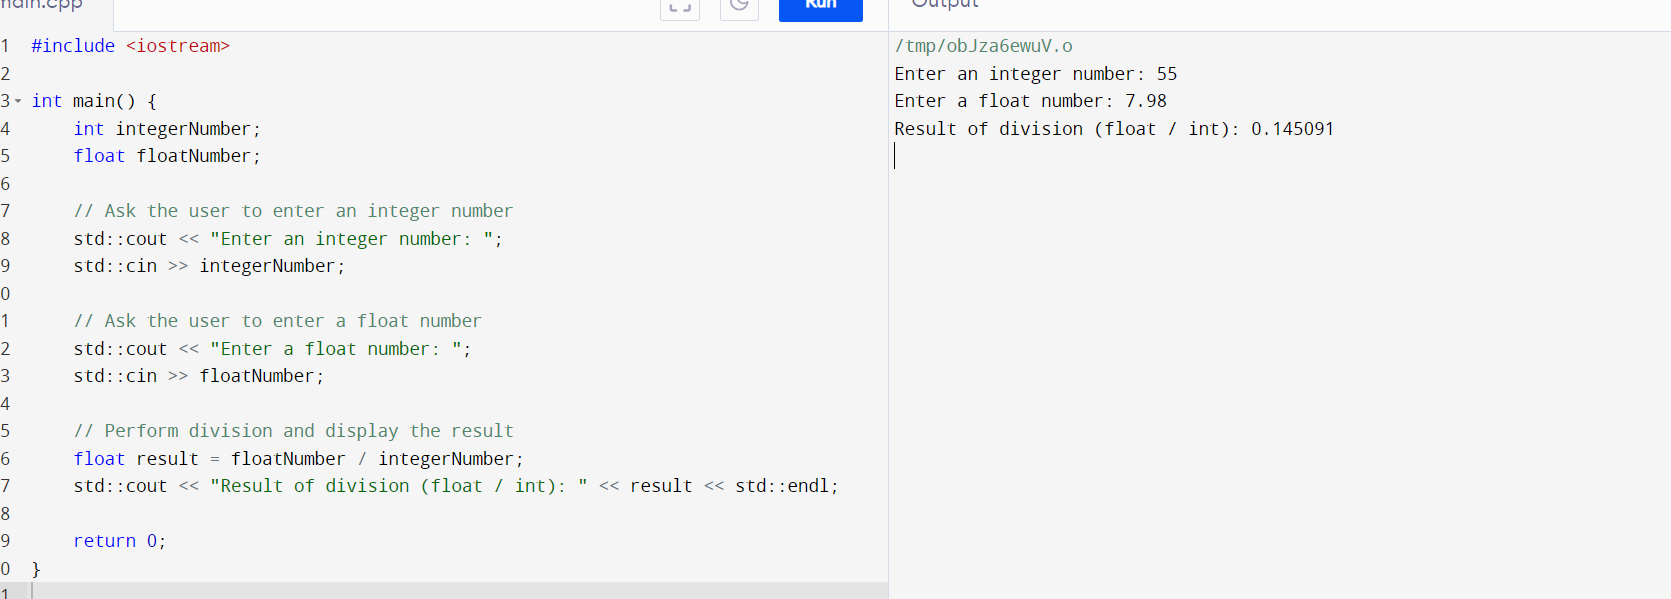 main.cpp
Run
Output
1 #include <iostream>
2
3 int main() {
4     int integerNumber;
5     float floatNumber;
6
7     // Ask the user to enter an integer number
8     std::cout << "Enter an integer number: ";
9     std::cin >> integerNumber;
0
1     // Ask the user to enter a float number
2     std::cout << "Enter a float number: ";
3     std::cin >> floatNumber;
4
5     // Perform division and display the result
6     float result = floatNumber / integerNumber;
7     std::cout << "Result of division (float / int): " << result << std::endl;
8
9     return 0;
0 }
1
/tmp/obJza6ewuV.o
Enter an integer number: 55
Enter a float number: 7.98
Result of division (float / int): 0.145091